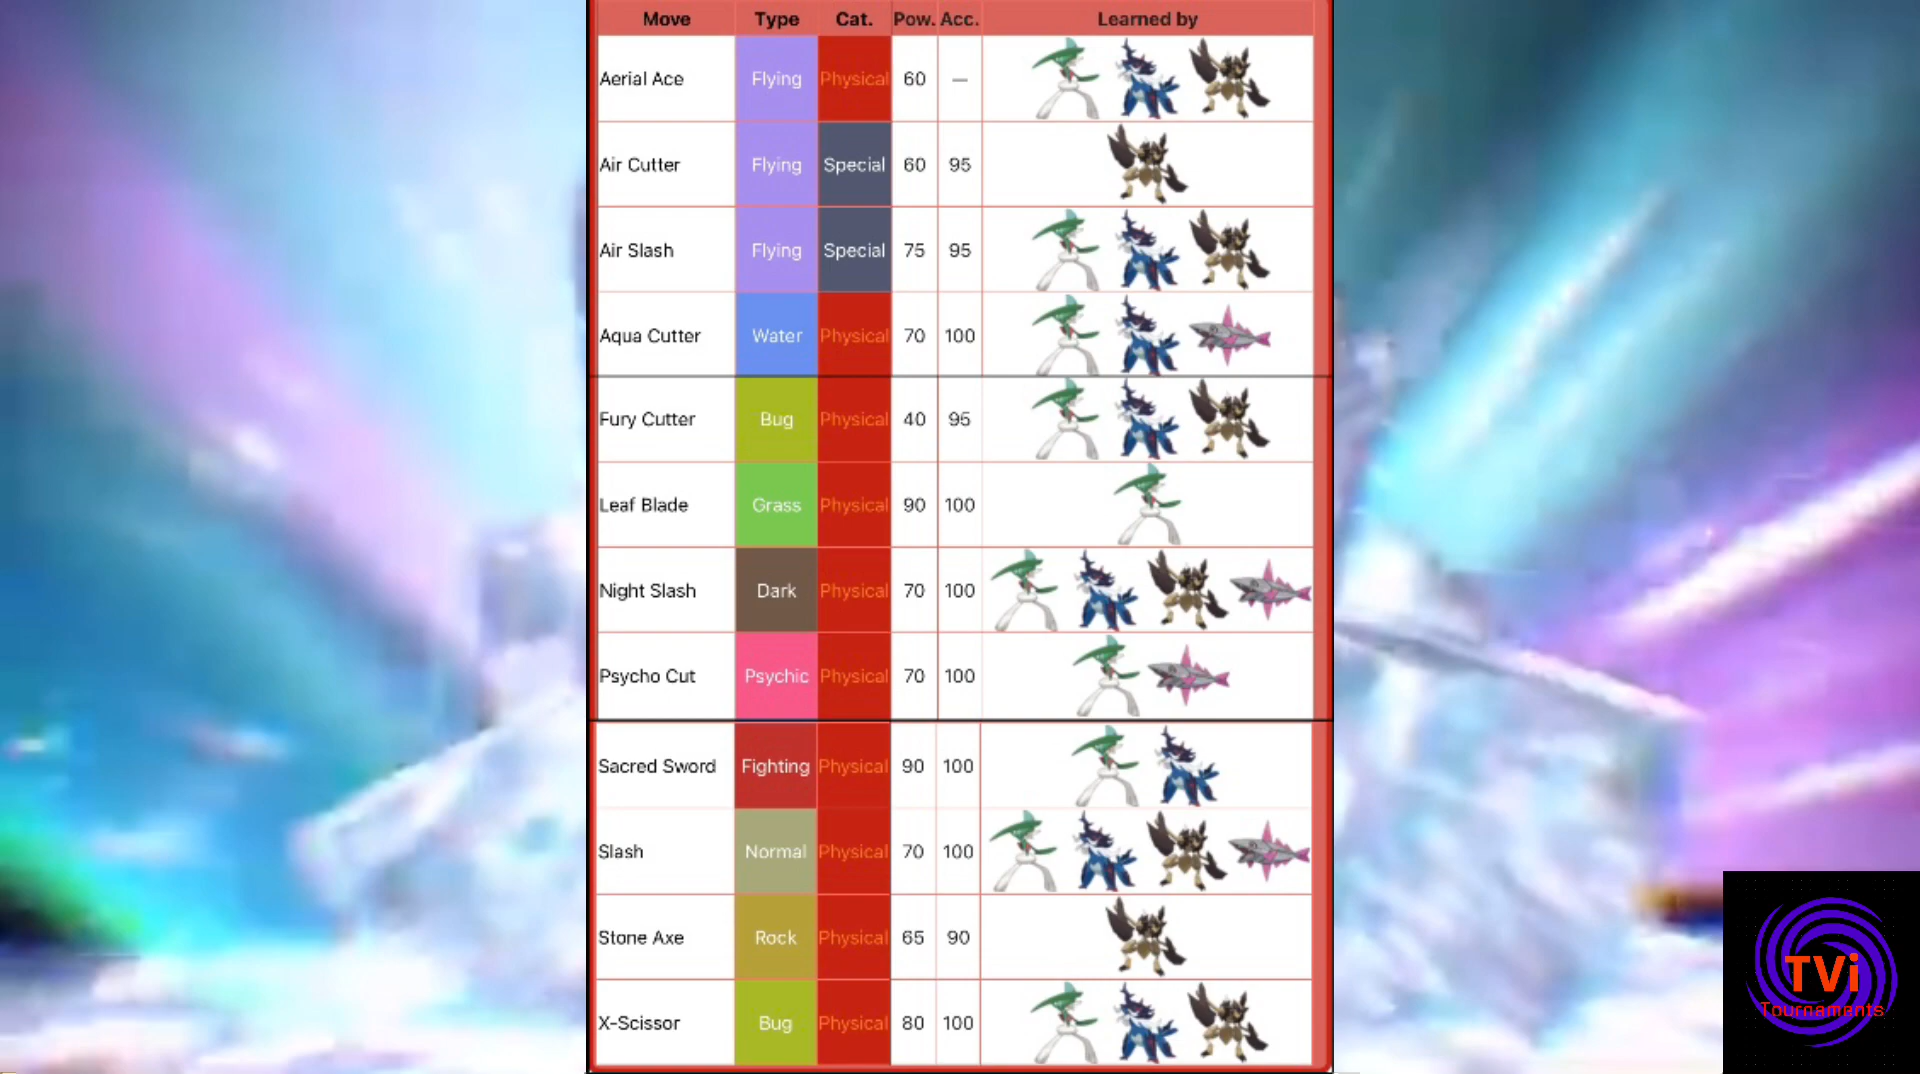 Move Type Cat. Pow. Acc. Learned by
Aerial Ace Flying Physical 60 —
Air Cutter Flying Special 60 95
Air Slash Flying Special 75 95
Aqua Cutter Water Physical 70 100
Fury Cutter Bug Physical 40 95
Leaf Blade Grass Physical 90 100
Night Slash Dark Physical 70 100
Psycho Cut Psychic Physical 70 100
Sacred Sword Fighting Physical 90 100
Slash Normal Physical 70 100
Stone Axe Rock Physical 65 90
X-Scissor Bug Physical 80 100
TVi
Tournaments